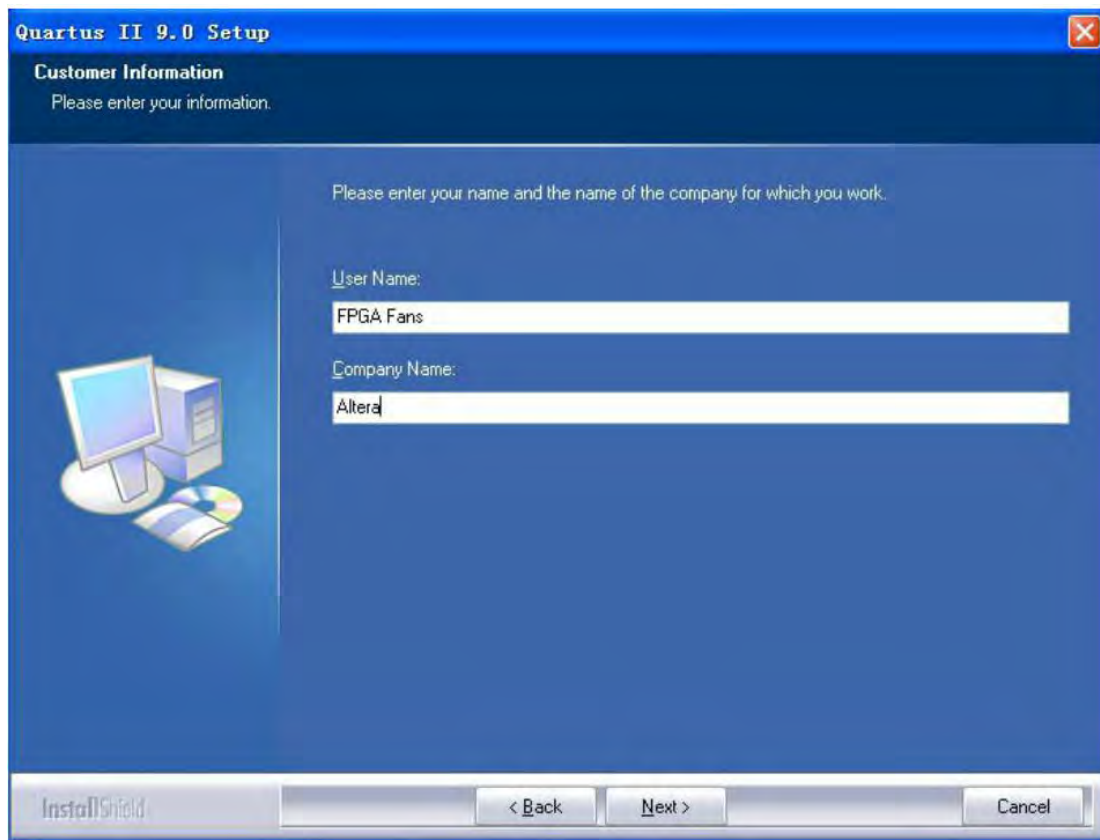 Quartus II 9.0 Setup
Customer Information
Please enter your information.
Please enter your name and the name of the company for which you work.
User Name:
FPGA Fans
Company Name:
Altera
InstallShield
< Back
Next >
Cancel